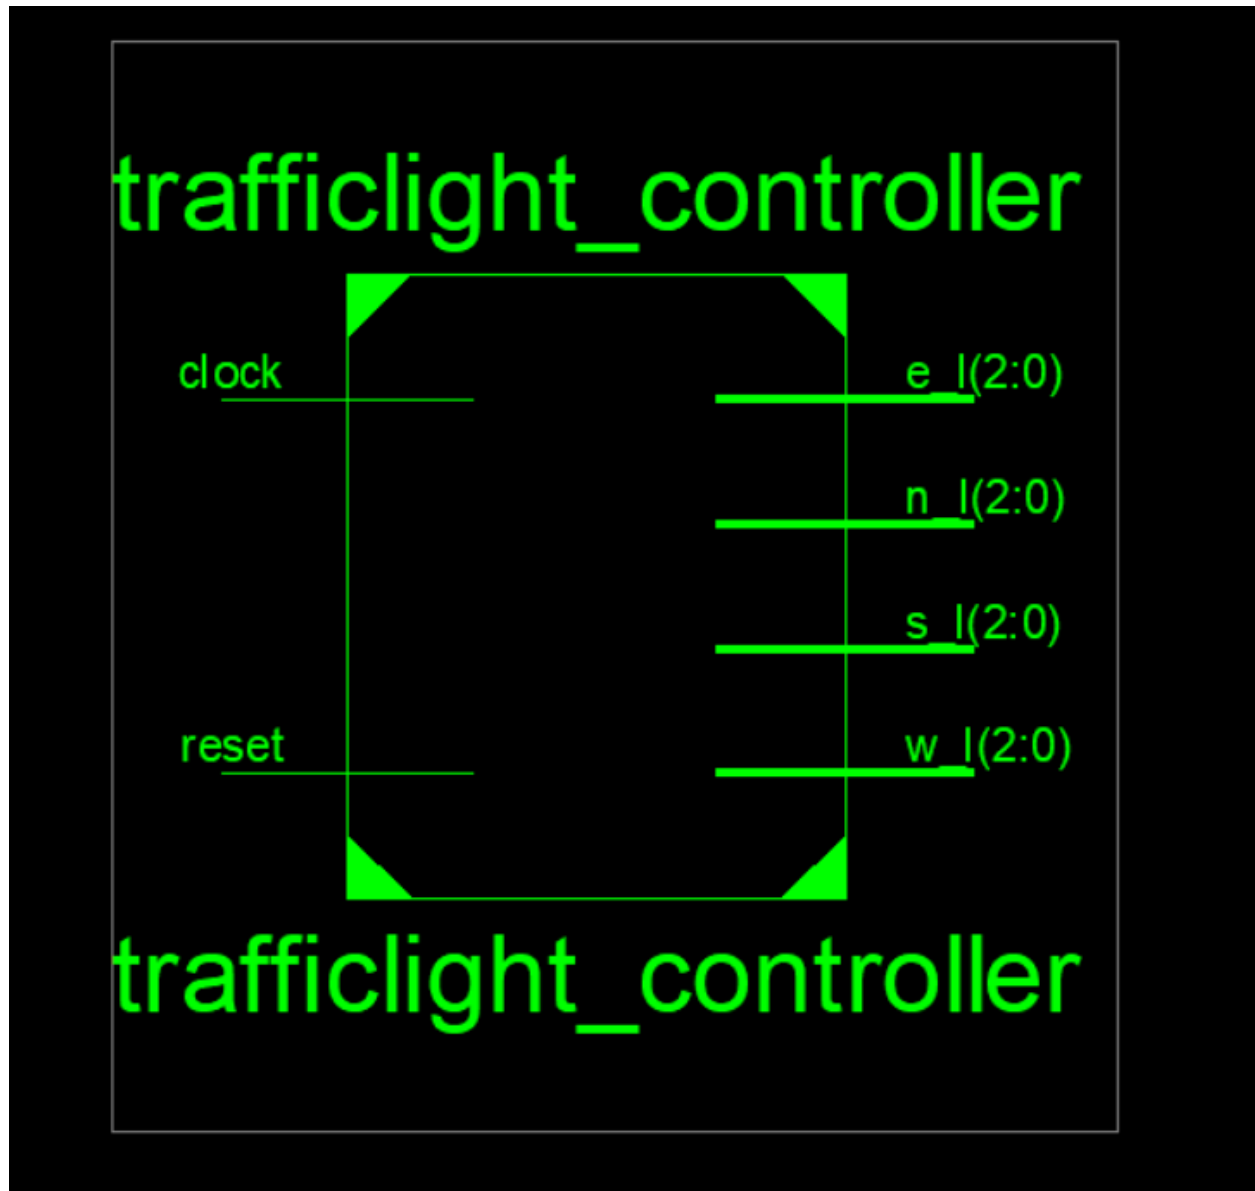 trafficlight_controller
clock
e_l(2:0)
n_l(2:0)
s_l(2:0)
reset
w_l(2:0)
trafficlight_controller